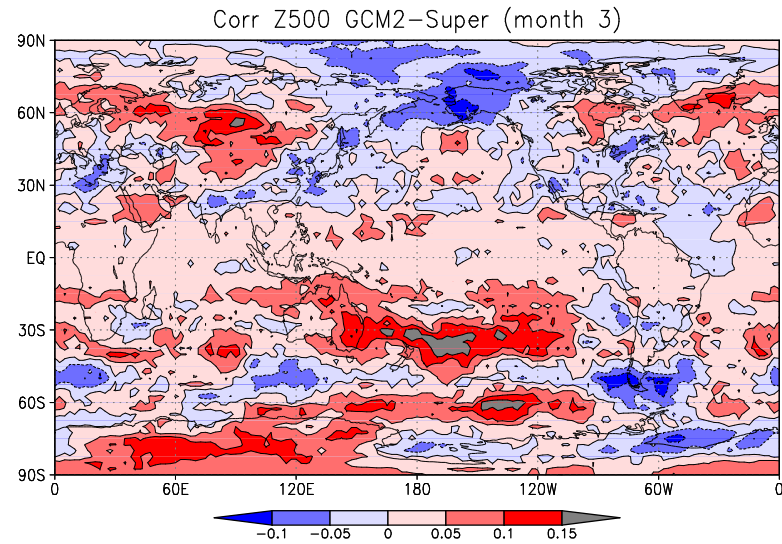 Corr Z500 GCM2-Super (month 3)
90N
60N
30N
EQ
30S
60S
90S
0 60E 120E 180 120W 60W 0
-0.1 -0.05 0 0.05 0.1 0.15